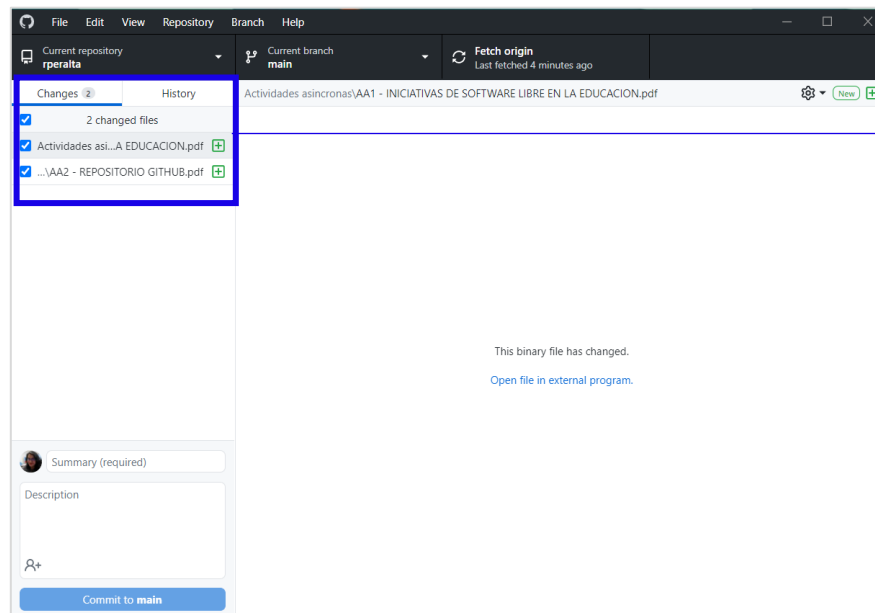 File Edit View Repository Branch Help
Current repository
rperalta
Current branch
main
Fetch origin
Last fetched 4 minutes ago
Changes 2 History
Actividades asincronas\AA1 - INICIATIVAS DE SOFTWARE LIBRE EN LA EDUCACION.pdf
New
2 changed files
Actividades asi...A EDUCACION.pdf
...\AA2 - REPOSITORIO GITHUB.pdf
This binary file has changed.
Open file in external program.
Summary (required)
Description
Commit to main